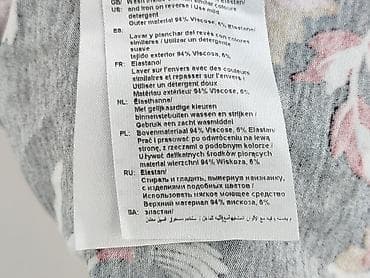 GB/ Wash inside
and iron on reverse / Use mild
detergent
Outer material 94% Viscose, 6% Elastane/
Lavar y planchar del revés con colores
similares / Utilizar un detergente
suave
tejido exterior 94% Viscosa, 6%
FR: Elastano/
Laver sur l'envers avec des couleurs
similaires et repasser sur l'envers /
Utiliser un détergent doux
Matériau extérieur 94% Viscose, 6%
NL: Élasthanne/
Met gelijkaardige kleuren
binnenstebuiten wassen en strijken /
Gebruik een zacht wasmiddel
PL: Bovenmateriaal 94% Viscose, 6% Elastan/
Prać i prasować po odwróceniu na lewą
stronę, z rzeczami o podobnym kolorze /
Używać delikatnych środków piorących
materiał wierzchni 94% Wiskoza, 6%
RU: Elastan/
Стирать и гладить, вывернув наизнанку,
с изделиями подобных цветов /
Использовать мягкое моющее средство
Верхний материал 94% вискоза, 6%
эластан/